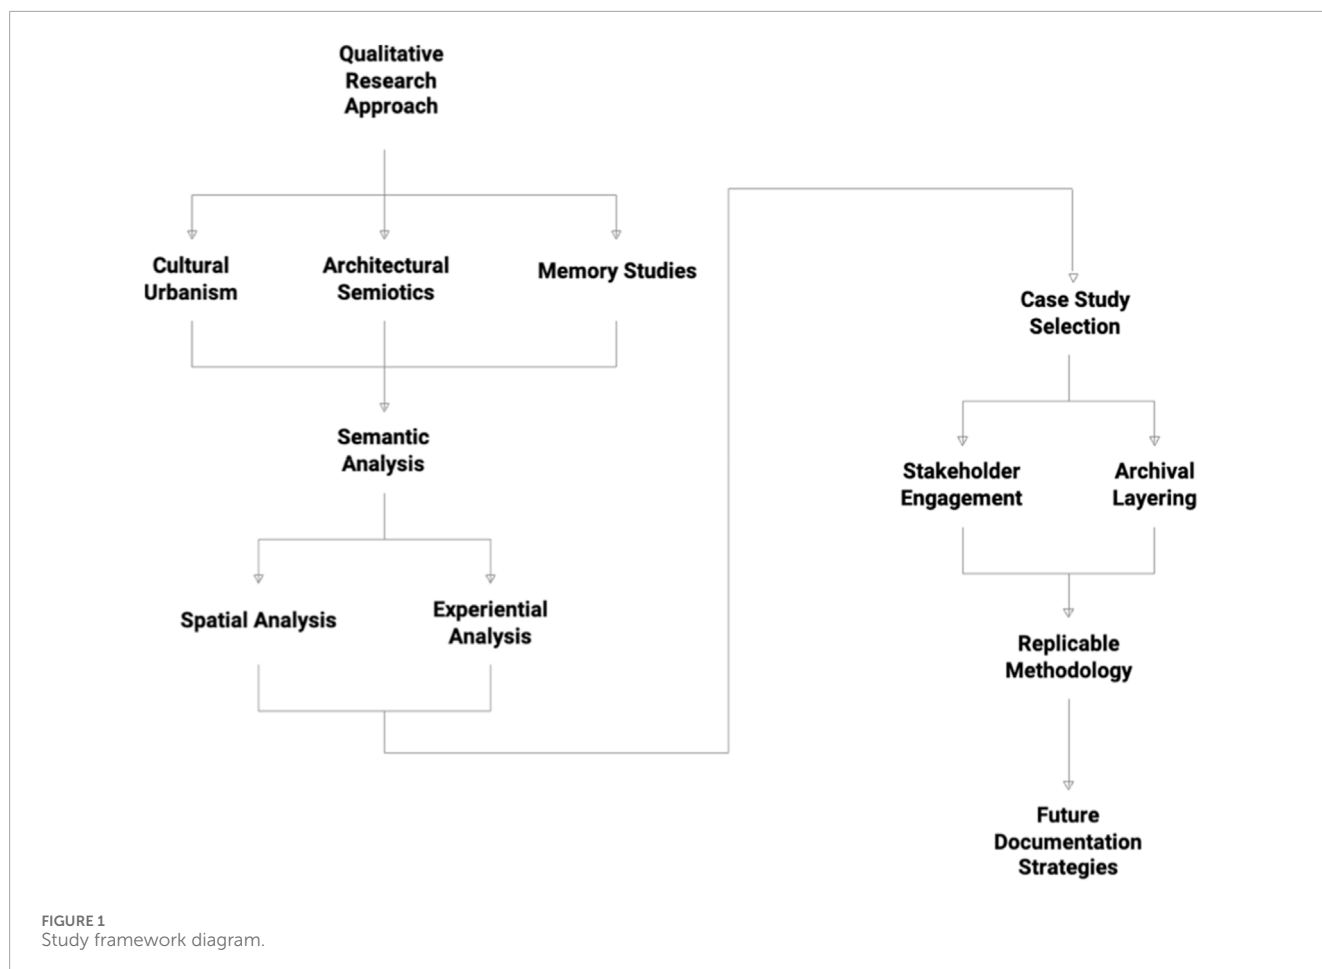 Qualitative
Research
Approach
Cultural
Urbanism
Architectural
Semiotics
Memory Studies
Semantic
Analysis
Spatial Analysis
Experiential
Analysis
Case Study
Selection
Stakeholder
Engagement
Archival
Layering
Replicable
Methodology
Future
Documentation
Strategies
FIGURE 1
Study framework diagram.